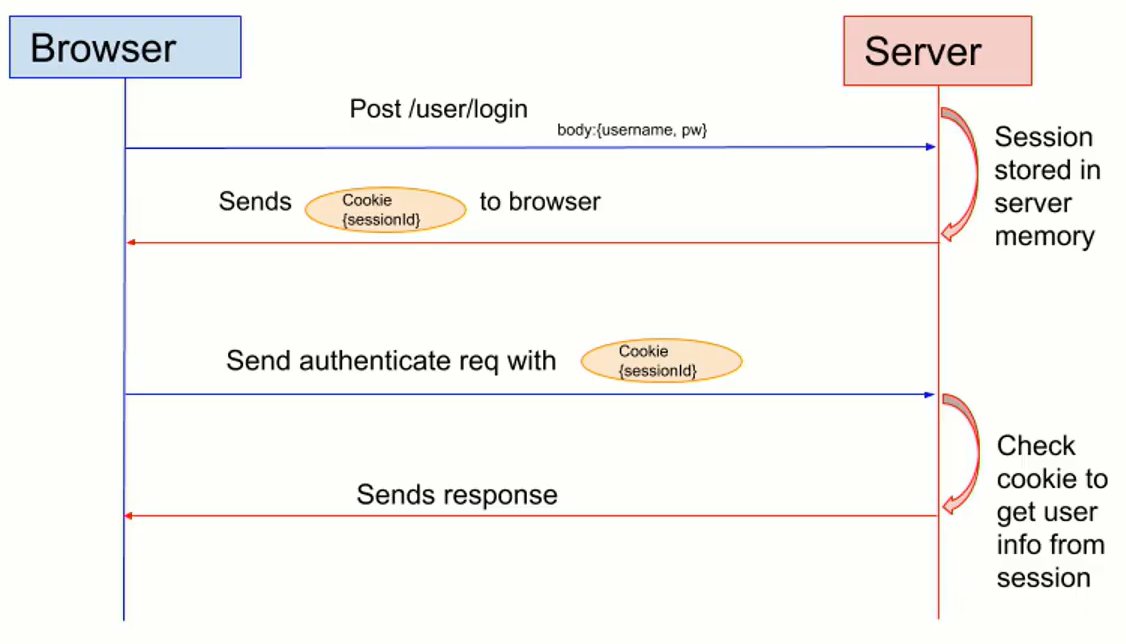 Browser
Server
Post /user/login
body:{username, pw}
Session
stored in
server
memory
Sends
Cookie
{sessionId}
to browser
Send authenticate req with
Cookie
{sessionId}
Check
cookie to
get user
info from
session
Sends response